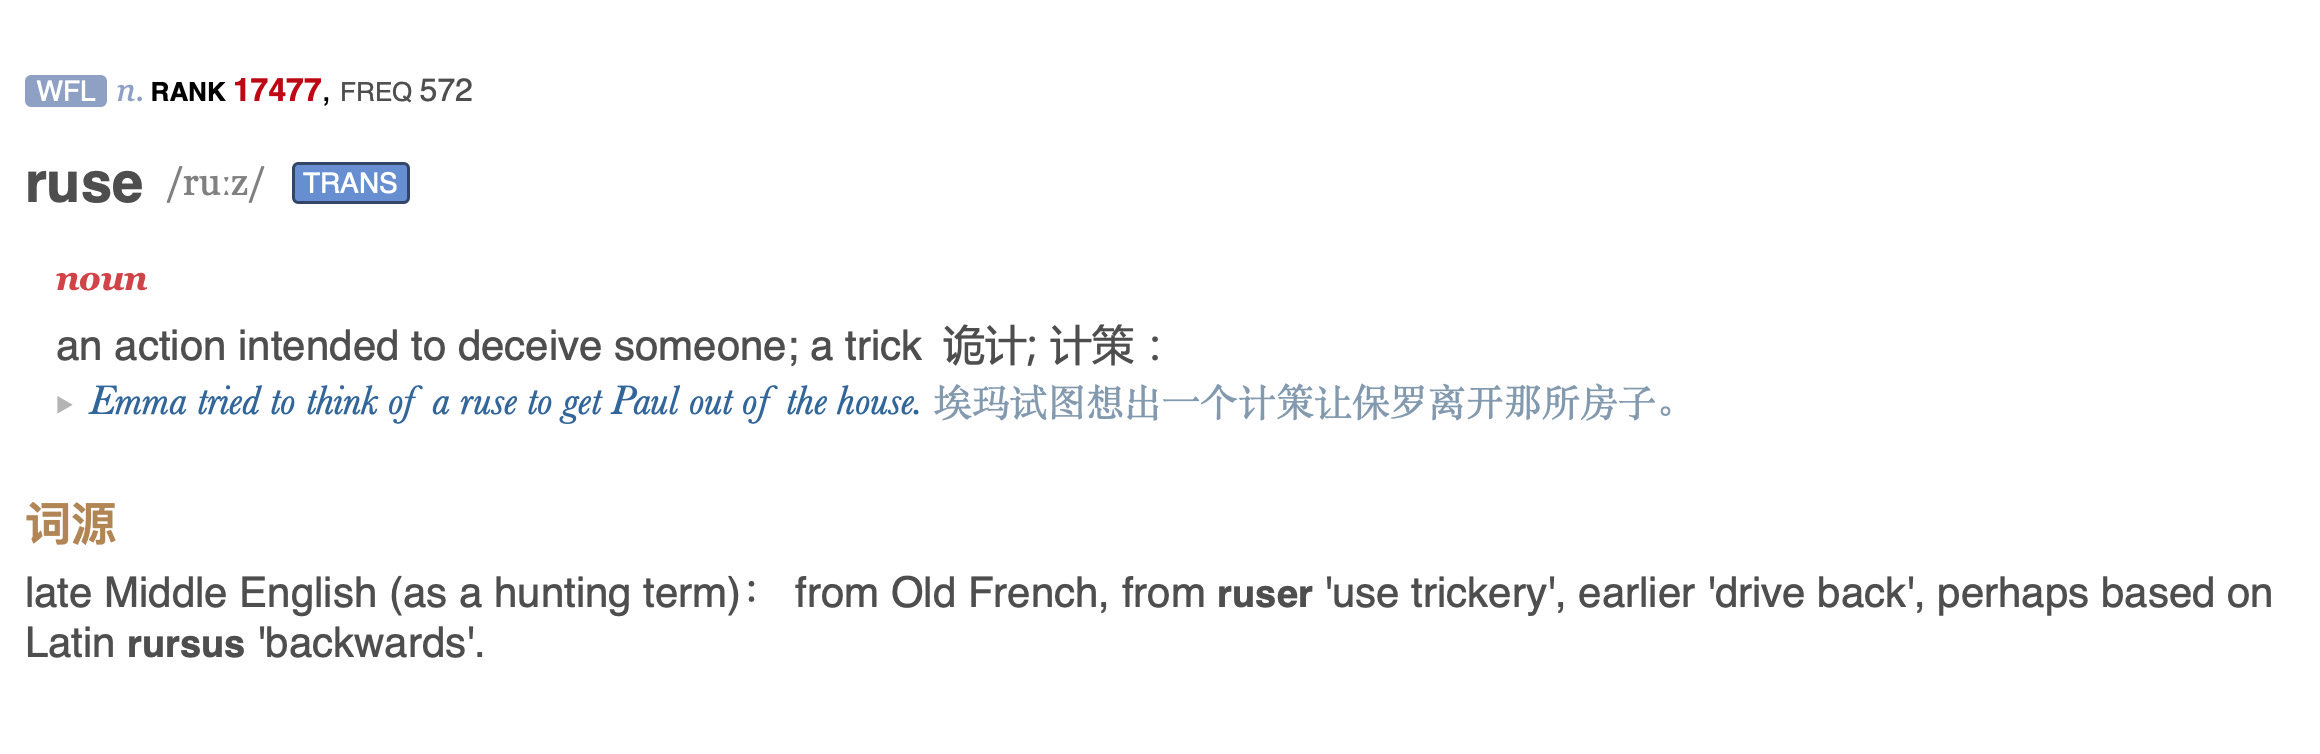 WFL n. RANK 17477, FREQ 572
ruse /ruːz/ TRANS
noun
an action intended to deceive someone; a trick 诡计; 计策：
▸ Emma tried to think of a ruse to get Paul out of the house. 埃玛试图想出一个计策让保罗离开那所房子。
词源
late Middle English (as a hunting term)： from Old French, from ruser 'use trickery', earlier 'drive back', perhaps based on
Latin rursus 'backwards'.